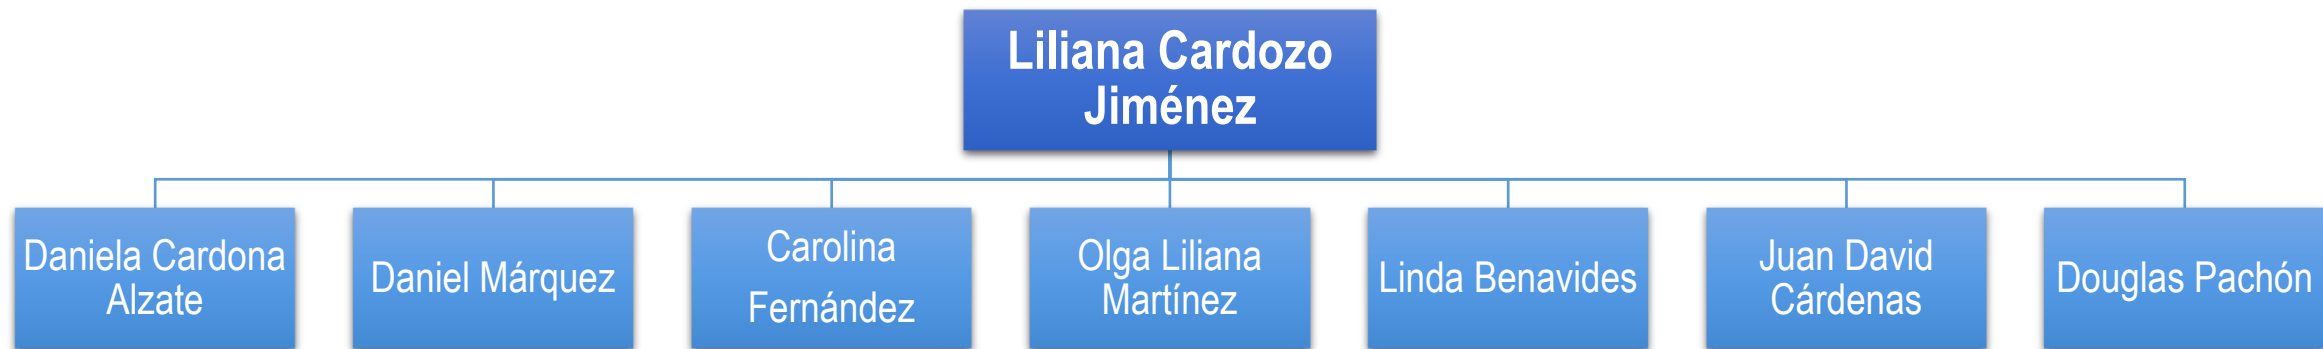 Liliana Cardozo
Jiménez
Daniela Cardona
Alzate
Daniel Márquez
Carolina
Fernández
Olga Liliana
Martínez
Linda Benavides
Juan David
Cárdenas
Douglas Pachón